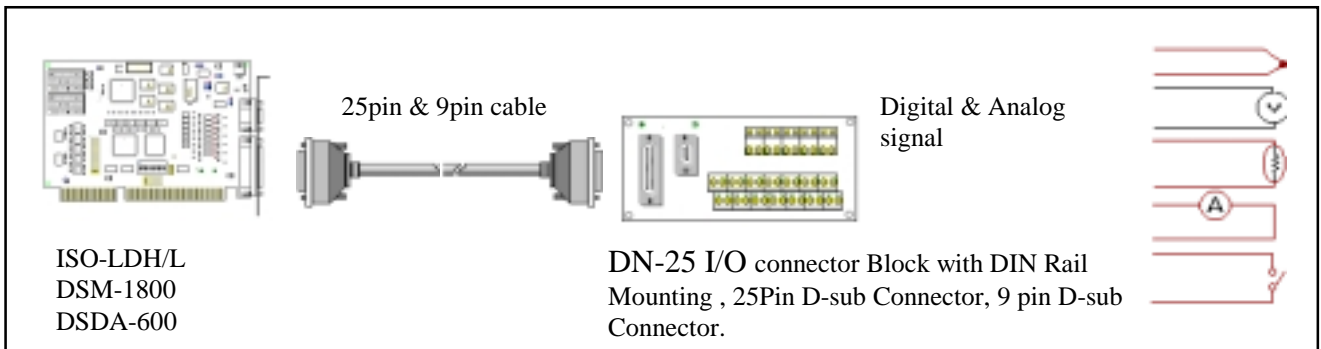 25pin & 9pin cable
Digital & Analog
signal
V
A
ISO-LDH/L
DSM-1800
DSDA-600
DN-25 I/O connector Block with DIN Rail
Mounting , 25Pin D-sub Connector, 9 pin D-sub
Connector.